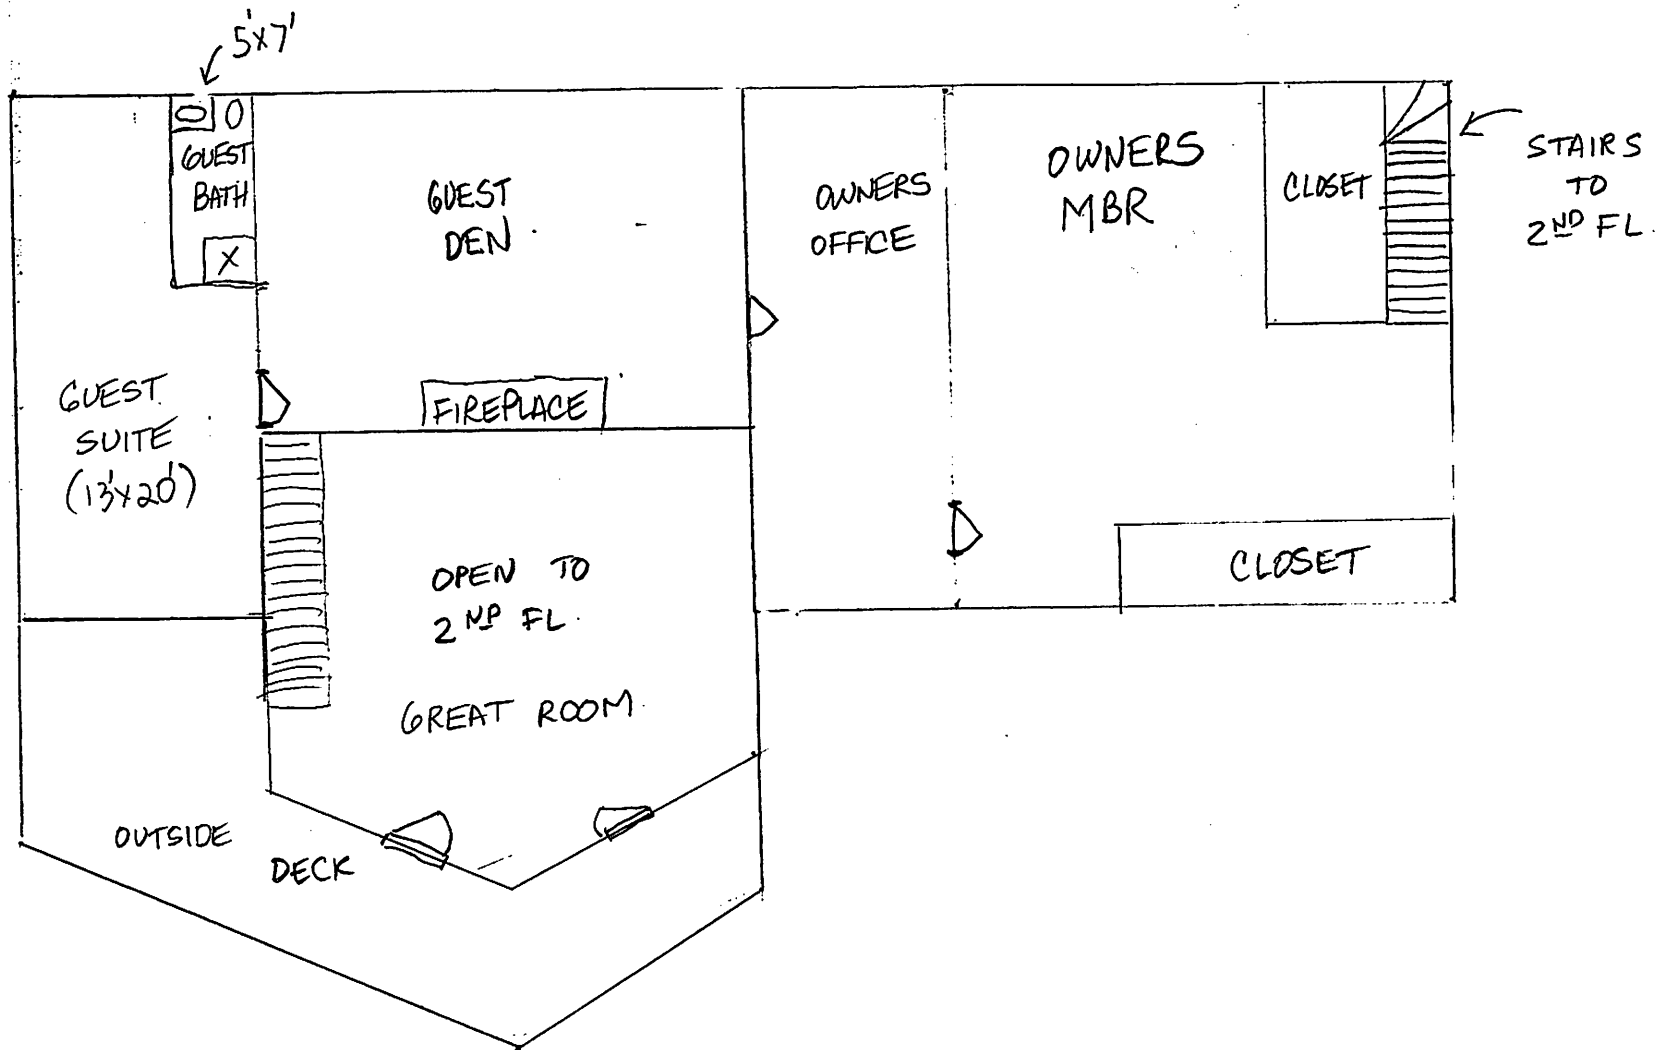 5'x7'
GUEST
BATH
X
GUEST
DEN
OWNERS
OFFICE
OWNERS
MBR
CLOSET
STAIRS
TO
2ND FL.
GUEST
SUITE
(13'x20')
FIREPLACE
OPEN TO
2ND FL.
GREAT ROOM
CLOSET
OUTSIDE
DECK